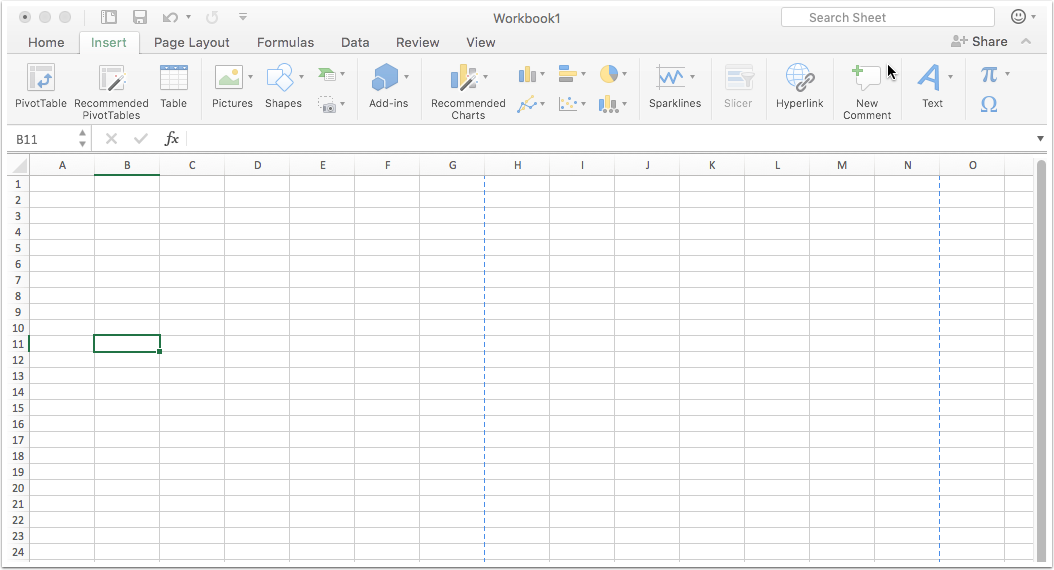 Workbook1
Search Sheet
Home Insert Page Layout Formulas Data Review View
Share
PivotTable Recommended PivotTables Table Pictures Shapes Add-ins Recommended Charts Sparklines Slicer Hyperlink New Comment Text
π
Ω
B11 fx
A B C D E F G H I J K L M N O
1
2
3
4
5
6
7
8
9
10
11
12
13
14
15
16
17
18
19
20
21
22
23
24